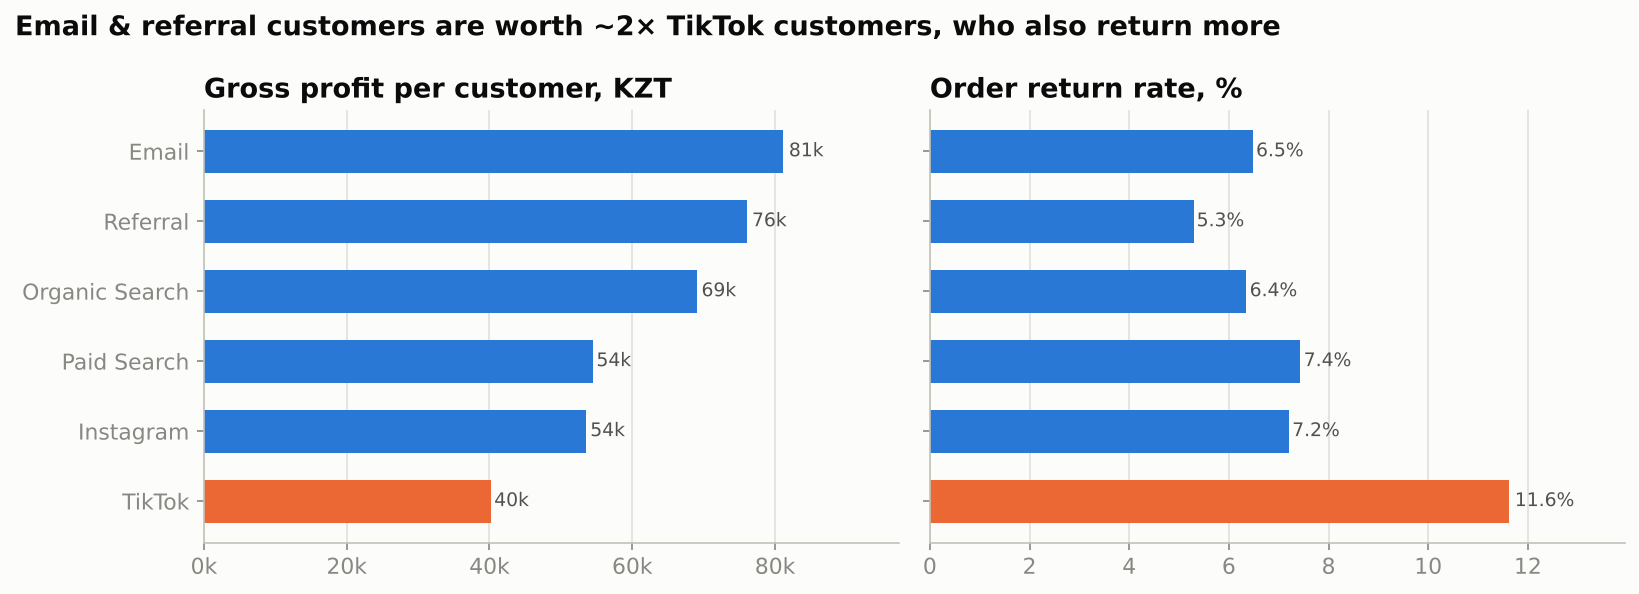 Email & referral customers are worth ~2× TikTok customers, who also return more
Gross profit per customer, KZT
Email 81k
Referral 76k
Organic Search 69k
Paid Search 54k
Instagram 54k
TikTok 40k
0k 20k 40k 60k 80k
Order return rate, %
6.5%
5.3%
6.4%
7.4%
7.2%
11.6%
0 2 4 6 8 10 12